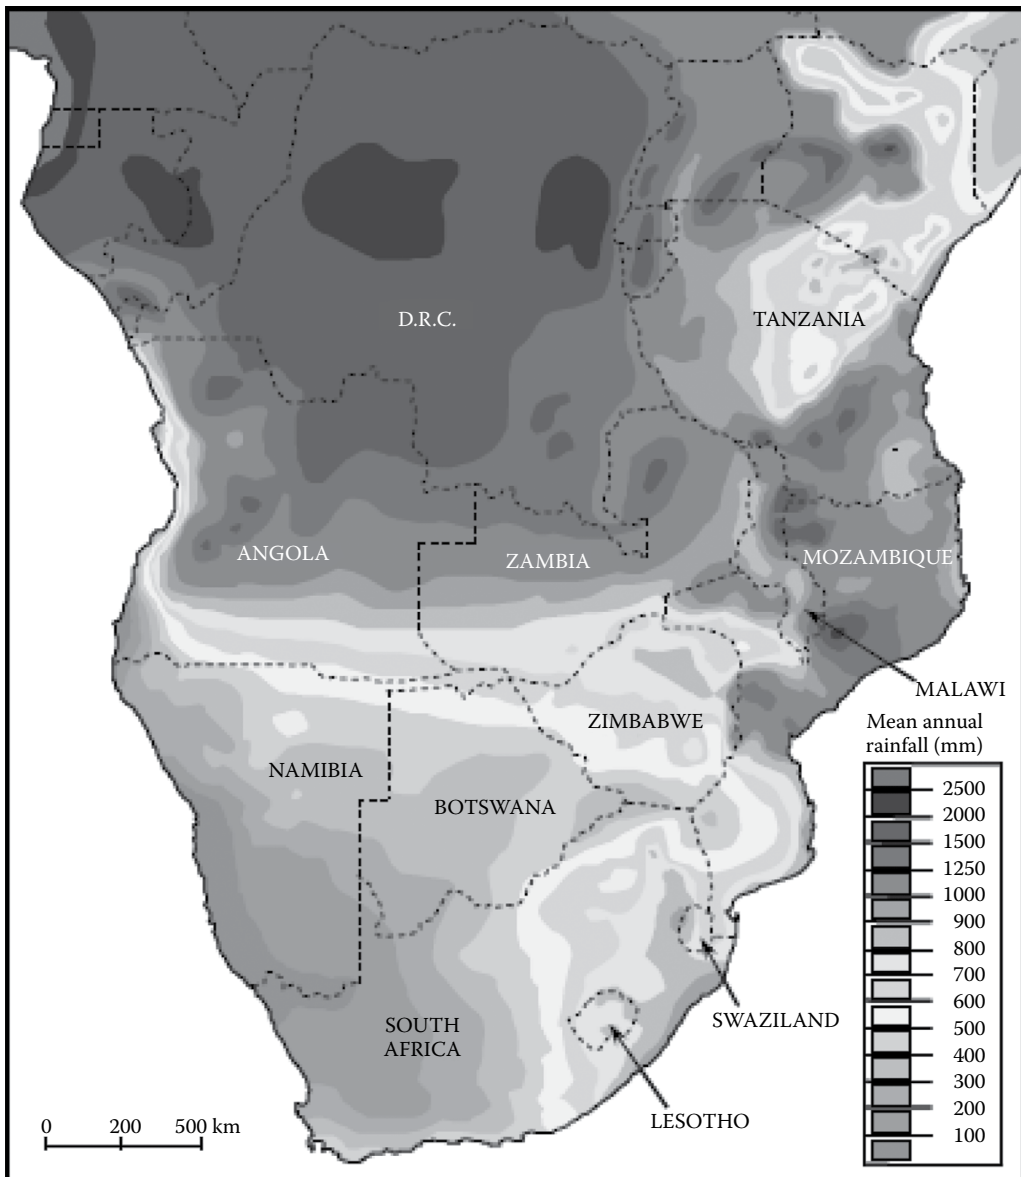 D.R.C.
TANZANIA
ANGOLA
ZAMBIA
MOZAMBIQUE
MALAWI
ZIMBABWE
NAMIBIA
BOTSWANA
SWAZILAND
SOUTH
AFRICA
LESOTHO
Mean annual
rainfall (mm)
2500
2000
1500
1250
1000
900
800
700
600
500
400
300
200
100
0 200 500 km